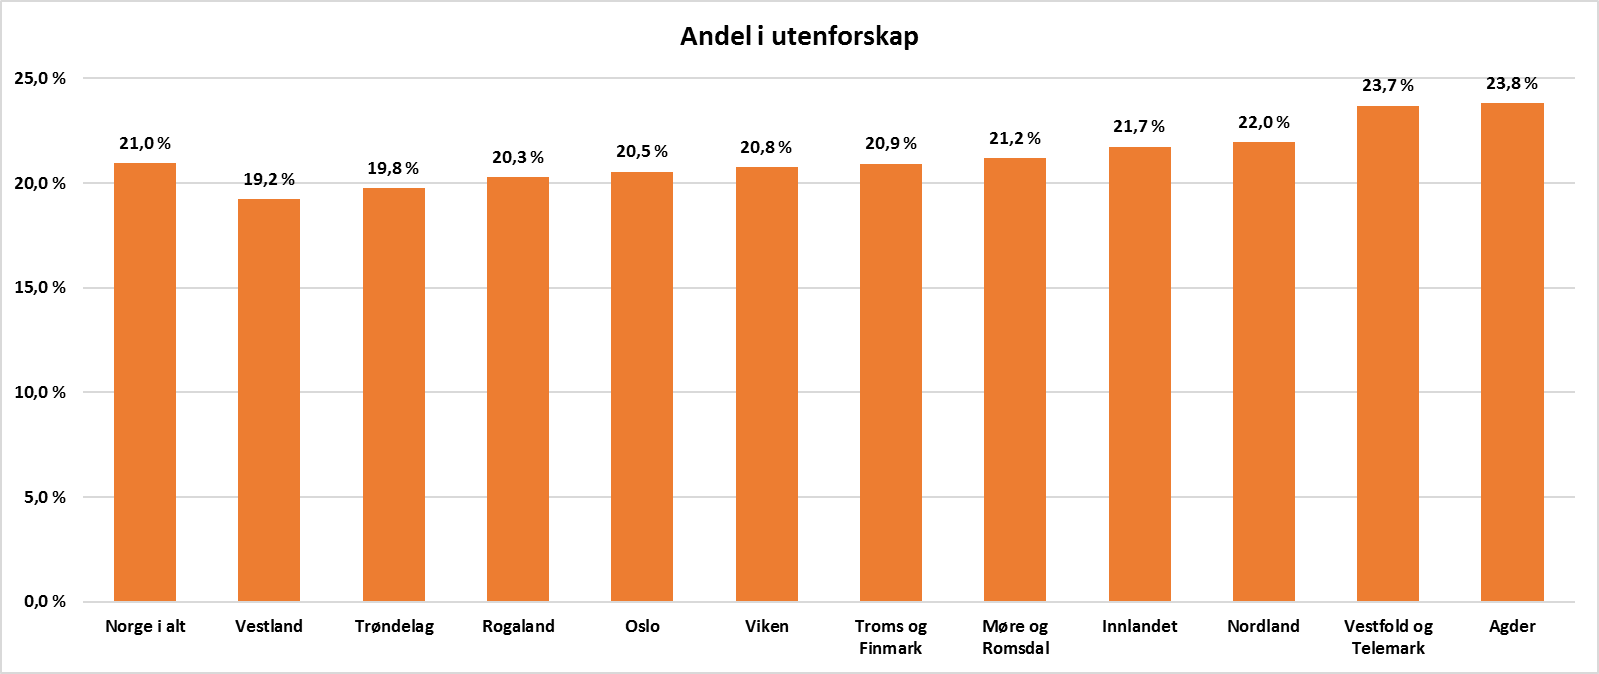 Andel i utenforskap
25,0 %
20,0 %
15,0 %
10,0 %
5,0 %
0,0 %
21,0 %
19,2 %
19,8 %
20,3 %
20,5 %
20,8 %
20,9 %
21,2 %
21,7 %
22,0 %
23,7 %
23,8 %
Norge i alt
Vestland
Trøndelag
Rogaland
Oslo
Viken
Troms og
Finmark
Møre og
Romsdal
Innlandet
Nordland
Vestfold og
Telemark
Agder